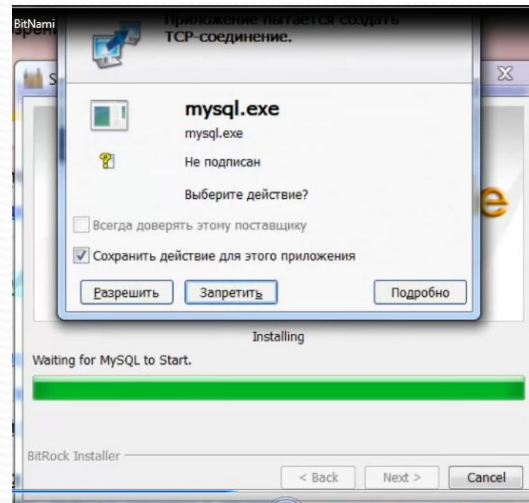 BitNami
Приложение пытается создать
TCP-соединение.
mysql.exe
mysql.exe
Не подписан
Выберите действие?
Всегда доверять этому поставщику
Сохранить действие для этого приложения
Разрешить
Запретить
Подробно
Installing
Waiting for MySQL to Start.
BitRock Installer
< Back
Next >
Cancel